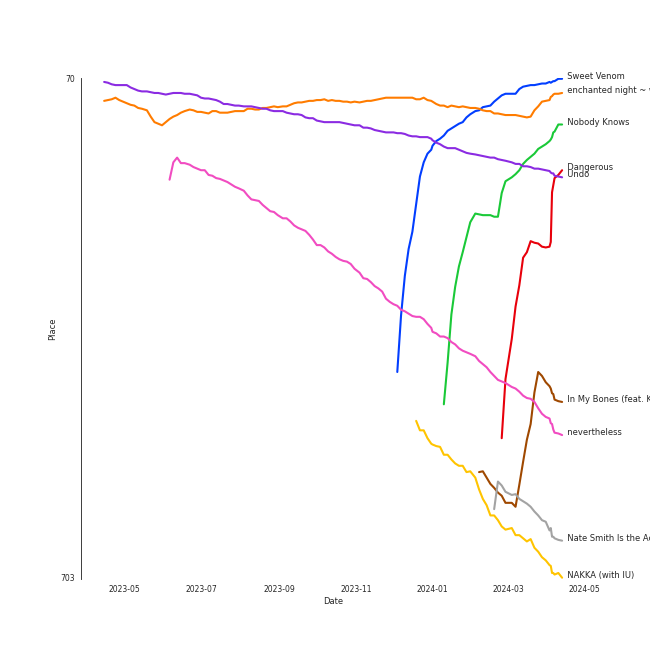 70
Sweet Venom
enchanted night ~
Nobody Knows
Dangerous
Undo
Place
In My Bones (feat.
nevertheless
Nate Smith Is the
703
NAKKA (with IU)
2023-05
2023-07
2023-09
2023-11
2024-01
2024-03
2024-05
Date